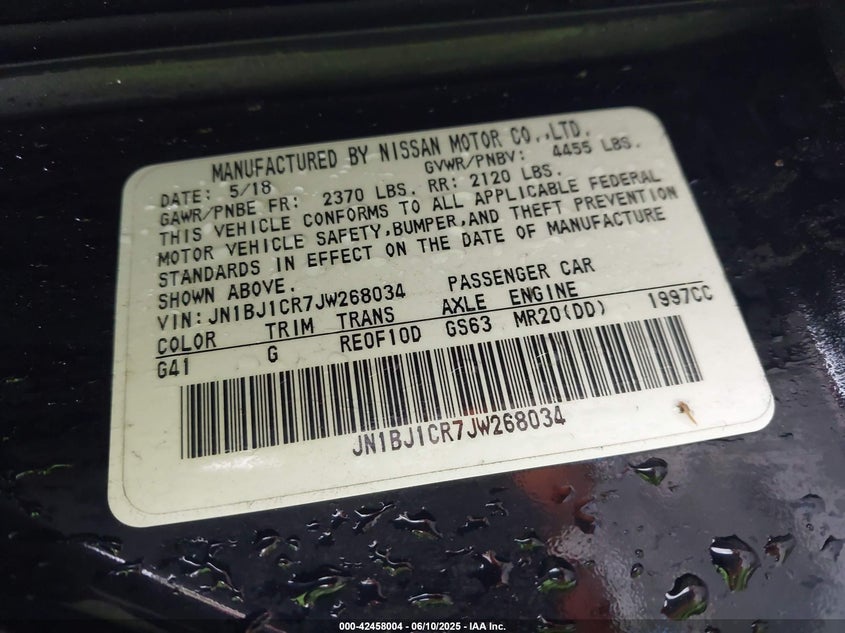 MANUFACTURED BY NISSAN MOTOR CO.,LTD.
DATE: 5/18 GVWR/PNBV: 4455 LBS.
GAWR/PNBE FR: 2370 LBS. RR: 2120 LBS.
THIS VEHICLE CONFORMS TO ALL APPLICABLE FEDERAL
MOTOR VEHICLE SAFETY,BUMPER,AND THEFT PREVENTION
STANDARDS IN EFFECT ON THE DATE OF MANUFACTURE
SHOWN ABOVE.
VIN:JN1BJ1CR7JW268034 PASSENGER CAR
COLOR TRIM TRANS AXLE ENGINE
G41 G RE0F10D GS63 MR20(DD) 1997CC
JN1BJ1CR7JW268034
000-42458004 - 06/10/2025 - IAA Inc.